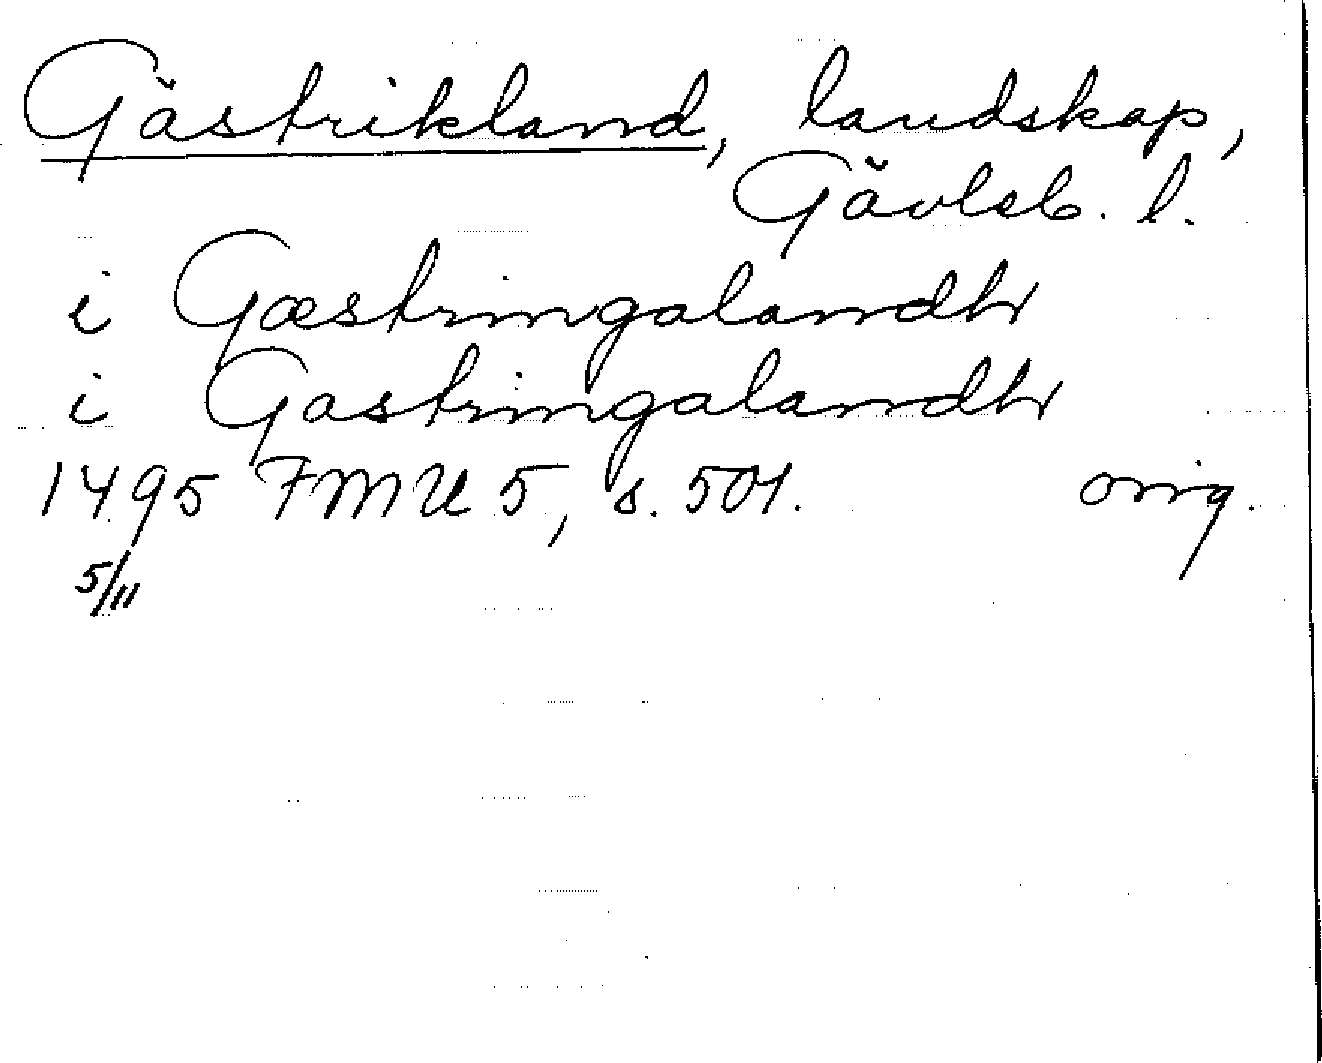 Gästrikland, landskap,
Gävleb. l.
i Gæstringalandh
i Gastringalandh
1495 FMU 5, s. 501. orig.
5/11